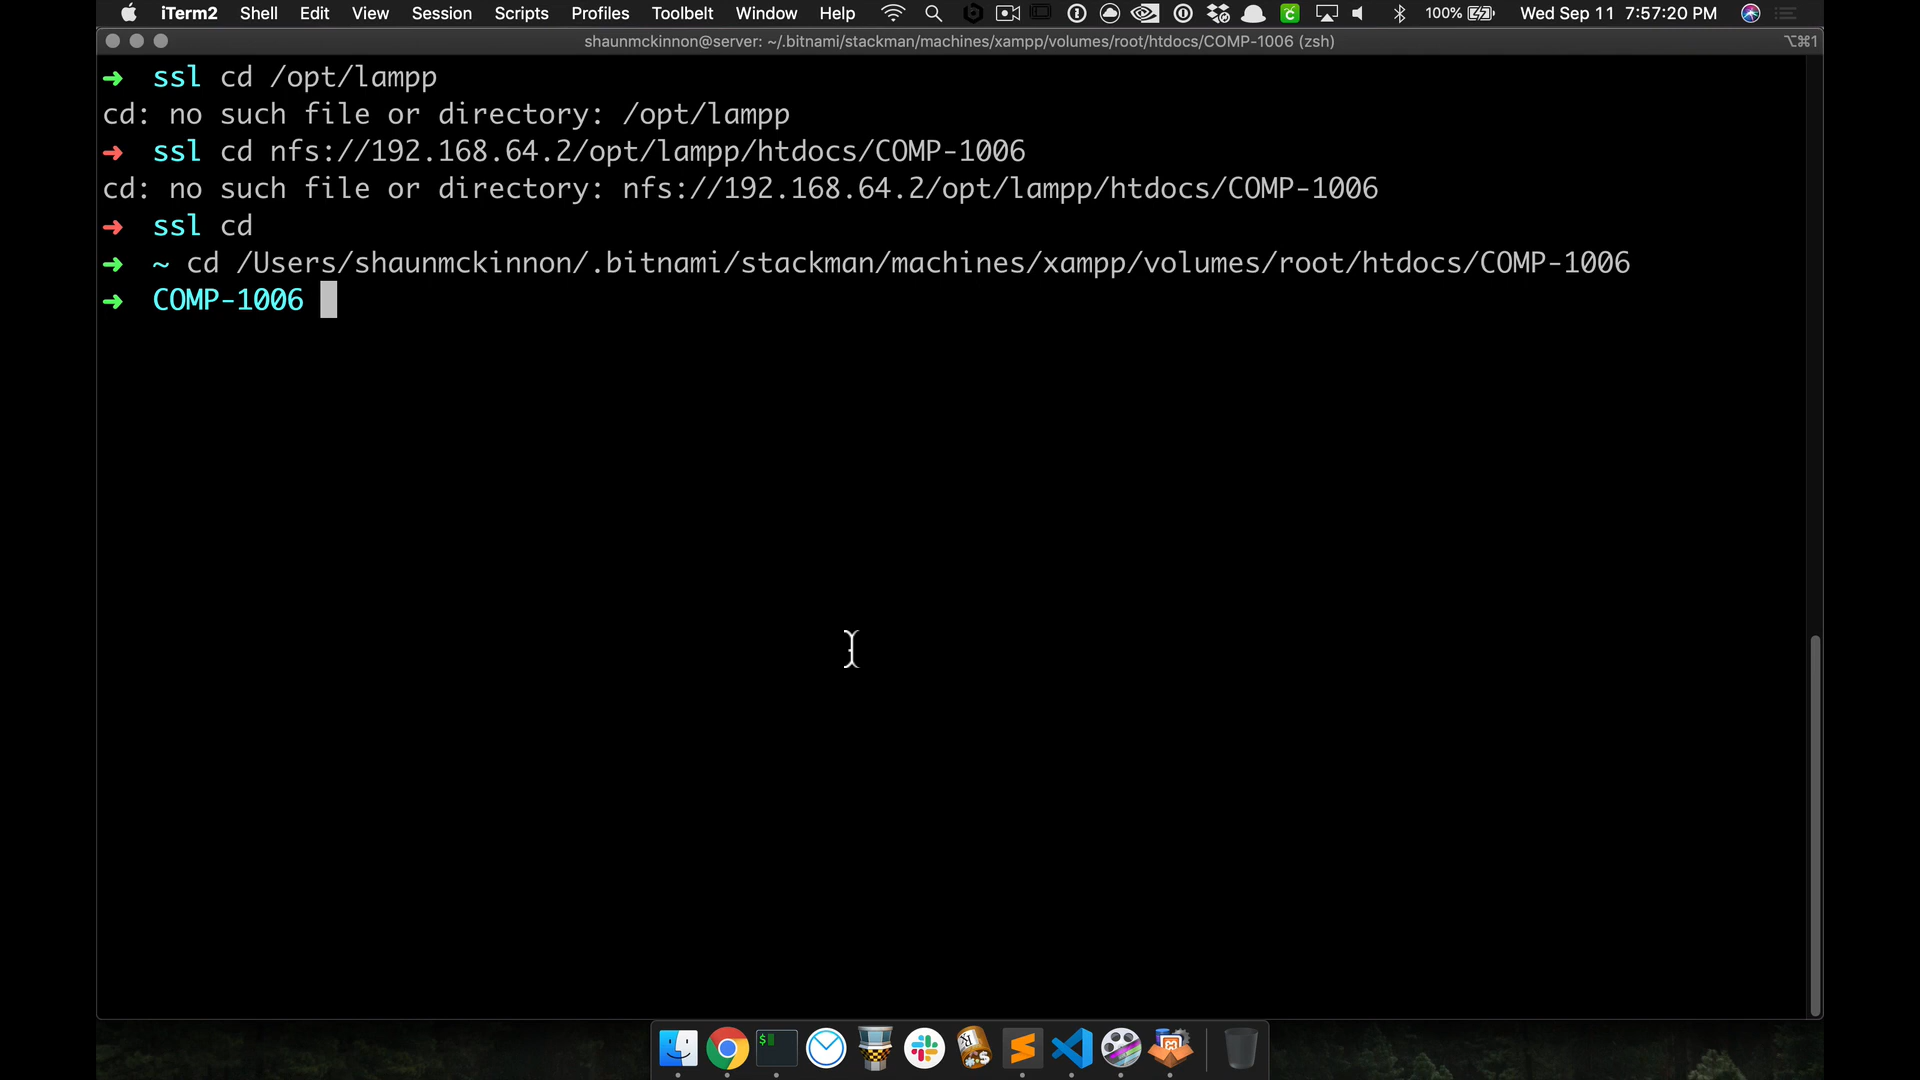 iTerm2 Shell Edit View Session Scripts Profiles Toolbelt Window Help 100% Wed Sep 11 7:57:20 PM
shaunmckinnon@server: ~/.bitnami/stackman/machines/xampp/volumes/root/htdocs/COMP-1006 (zsh) ⌥⌘1
➜ ssl cd /opt/lampp
cd: no such file or directory: /opt/lampp
➜ ssl cd nfs://192.168.64.2/opt/lampp/htdocs/COMP-1006
cd: no such file or directory: nfs://192.168.64.2/opt/lampp/htdocs/COMP-1006
➜ ssl cd
➜ ~ cd /Users/shaunmckinnon/.bitnami/stackman/machines/xampp/volumes/root/htdocs/COMP-1006
➜ COMP-1006